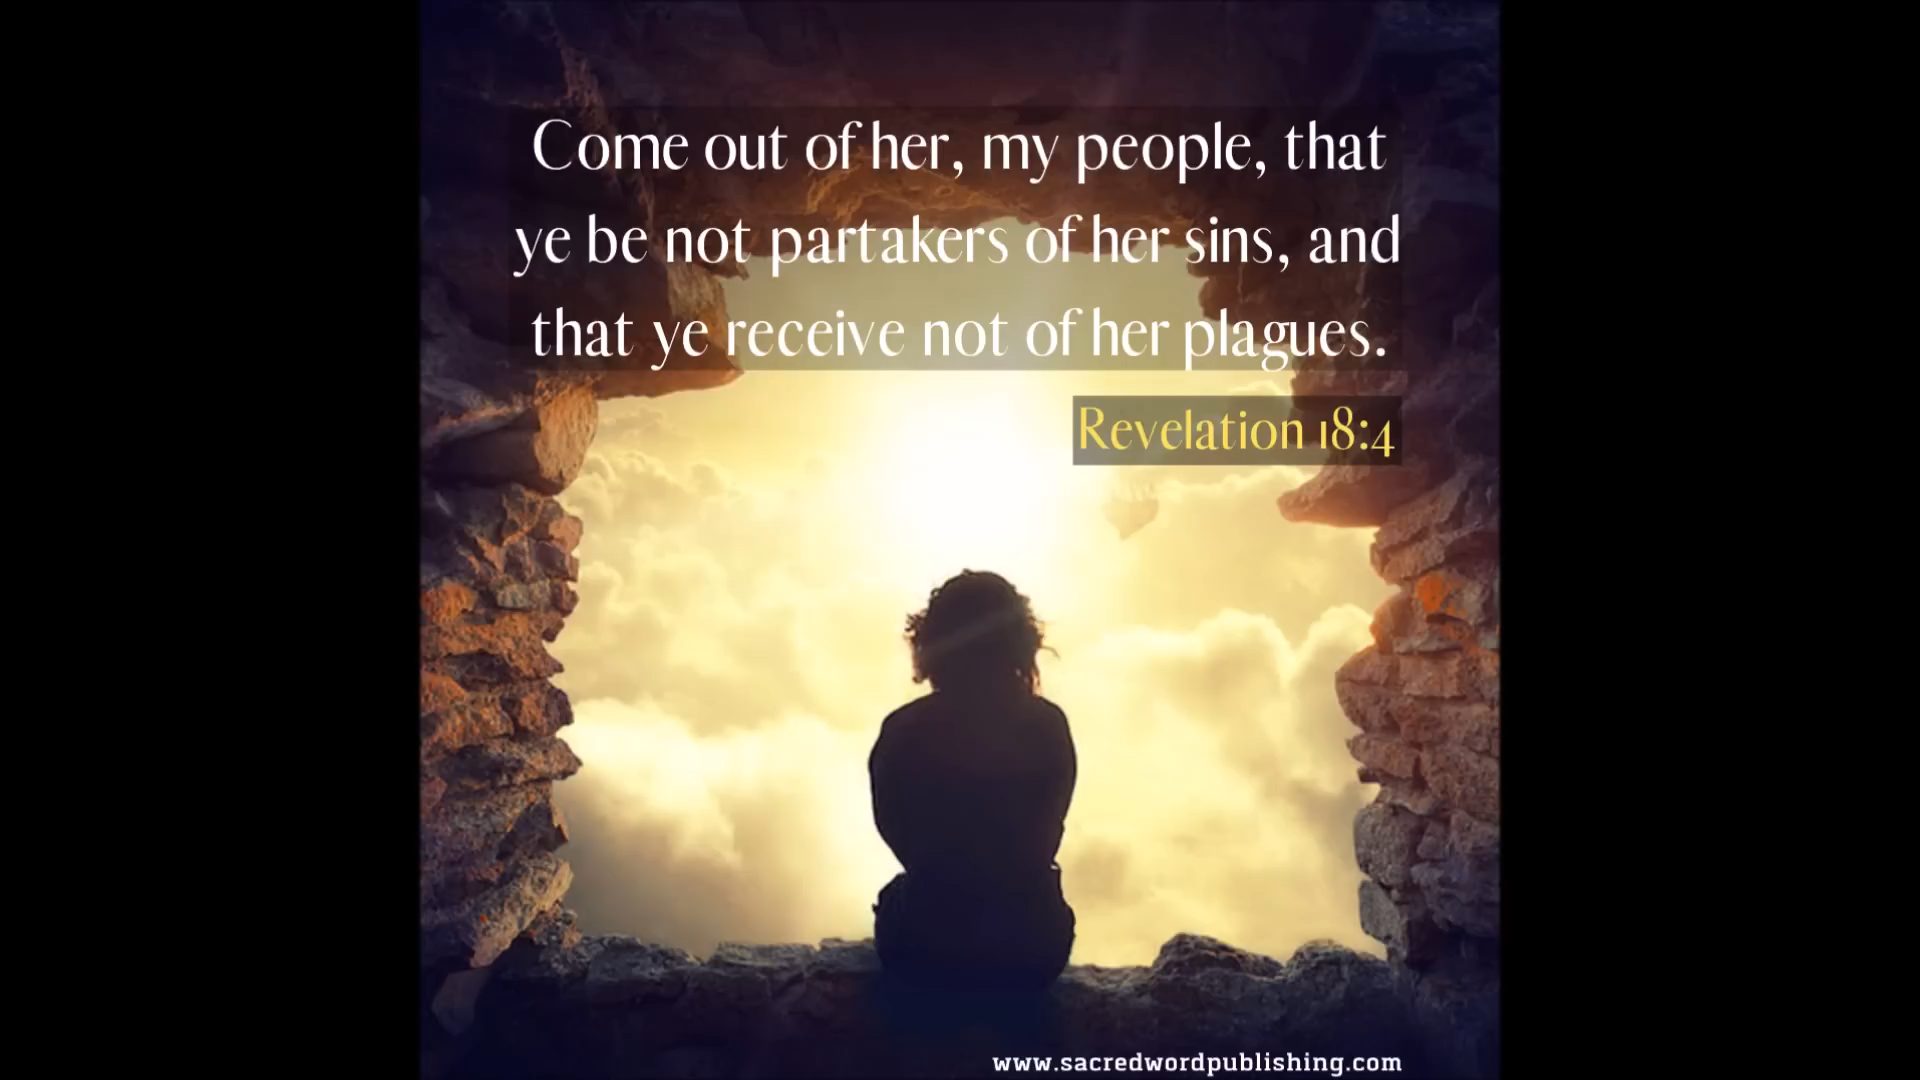 Come out of her, my people, that
ye be not partakers of her sins, and
that ye receive not of her plagues.
Revelation 18:4
www.sacredwordpublishing.com